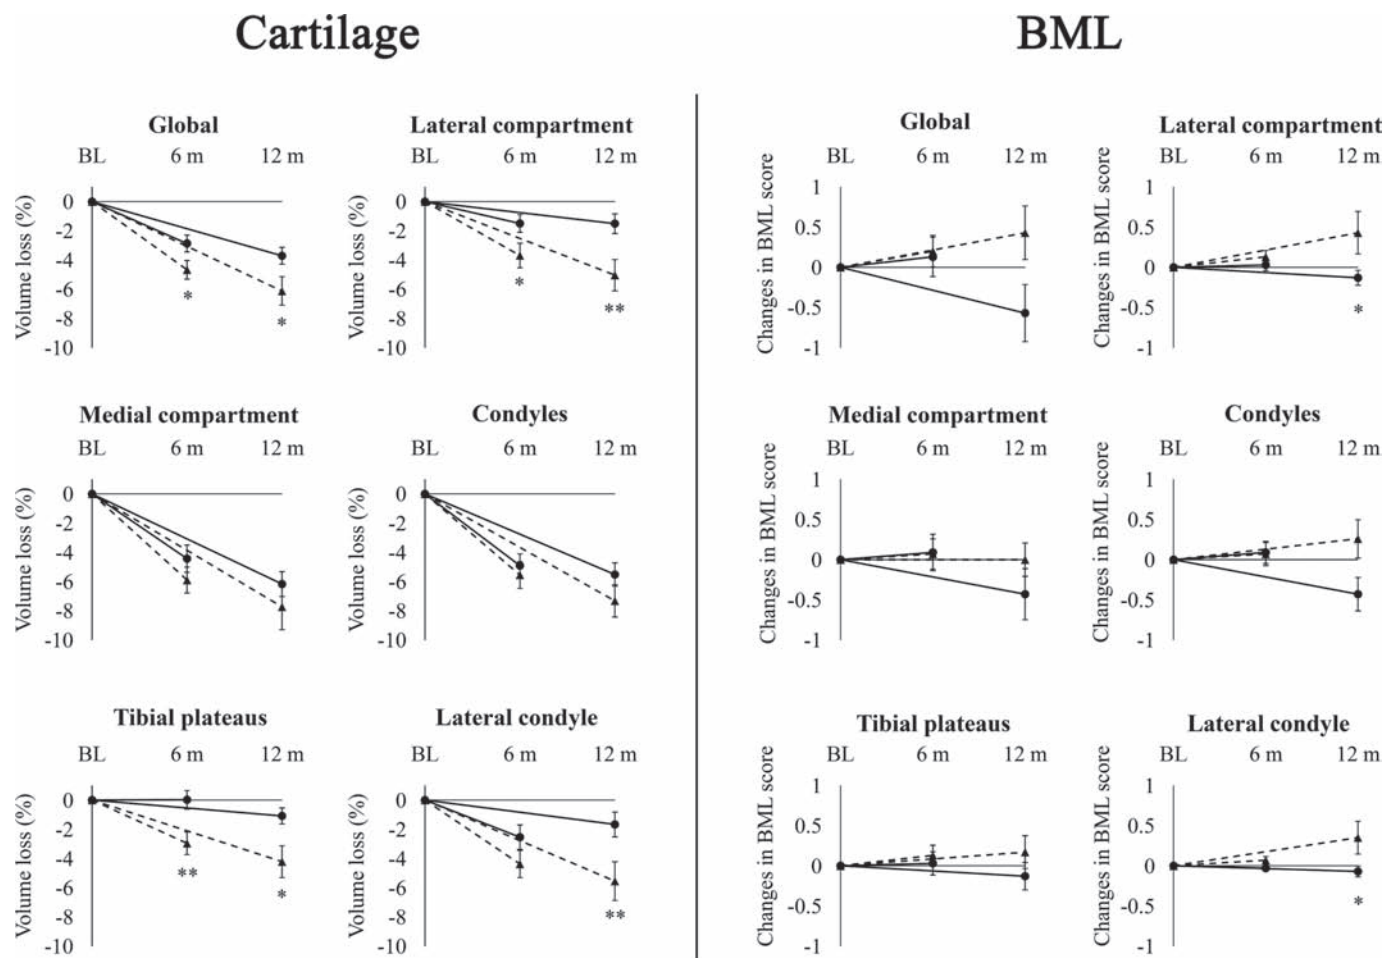 Cartilage
BML
Global
BL 6 m 12 m
Volume loss (%)
0
-2
-4
-6
-8
-10
*
*
Lateral compartment
BL 6 m 12 m
Volume loss (%)
0
-2
-4
-6
-8
-10
*
**
Global
BL 6 m 12 m
Changes in BML score
1
0.5
0
-0.5
-1
Lateral compartment
BL 6 m 12 m
Changes in BML score
1
0.5
0
-0.5
-1
*
Medial compartment
BL 6 m 12 m
Volume loss (%)
0
-2
-4
-6
-8
-10
Condyles
BL 6 m 12 m
Volume loss (%)
0
-2
-4
-6
-8
-10
Medial compartment
BL 6 m 12 m
Changes in BML score
1
0.5
0
-0.5
-1
Condyles
BL 6 m 12 m
Changes in BML score
1
0.5
0
-0.5
-1
Tibial plateaus
BL 6 m 12 m
Volume loss (%)
0
-2
-4
-6
-8
-10
**
*
Lateral condyle
BL 6 m 12 m
Volume loss (%)
0
-2
-4
-6
-8
-10
**
Tibial plateaus
BL 6 m 12 m
Changes in BML score
1
0.5
0
-0.5
-1
Lateral condyle
BL 6 m 12 m
Changes in BML score
1
0.5
0
-0.5
-1
*